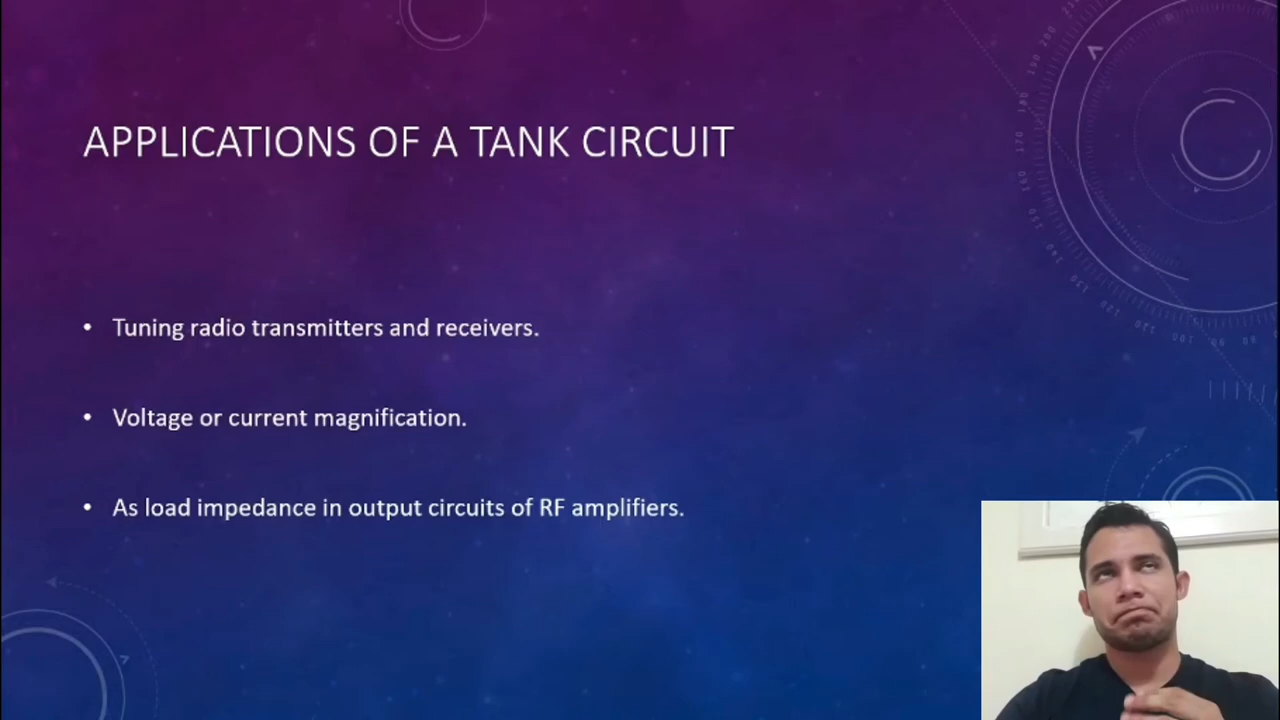 APPLICATIONS OF A TANK CIRCUIT
• Tuning radio transmitters and receivers.
• Voltage or current magnification.
• As load impedance in output circuits of RF amplifiers.